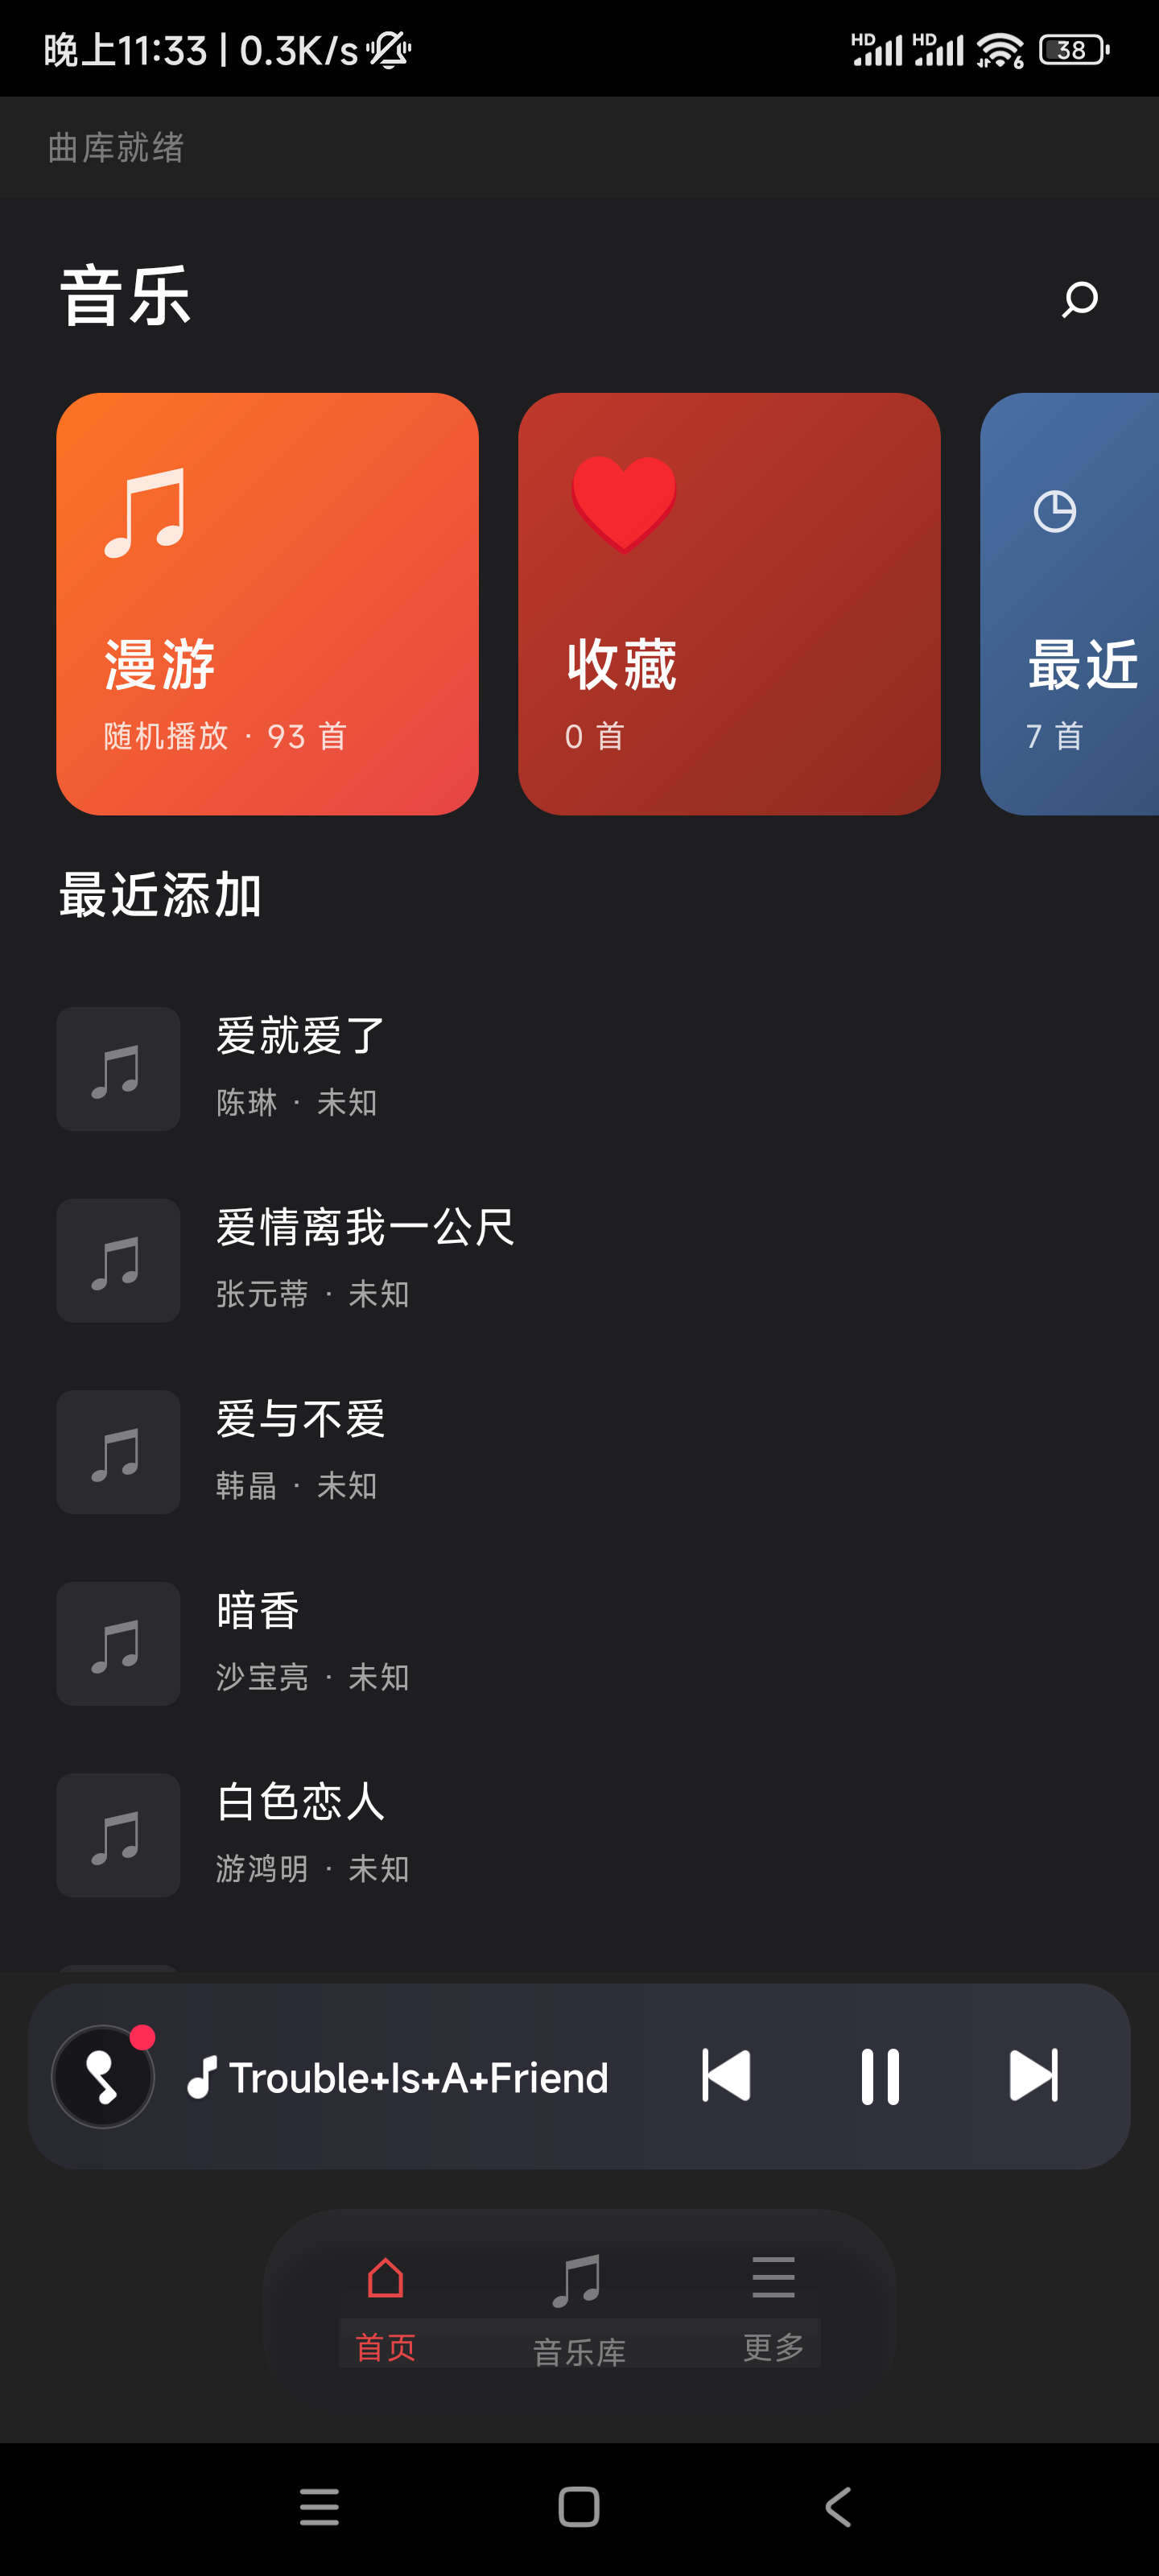 晚上11:33 | 0.3K/s
HD HD 6 38
曲库就绪
音乐
漫游
随机播放 · 93 首
收藏
0 首
最近
7 首
最近添加
爱就爱了
陈琳 · 未知
爱情离我一公尺
张元蒂 · 未知
爱与不爱
韩晶 · 未知
暗香
沙宝亮 · 未知
白色恋人
游鸿明 · 未知
Trouble+Is+A+Friend
首页
音乐库
更多